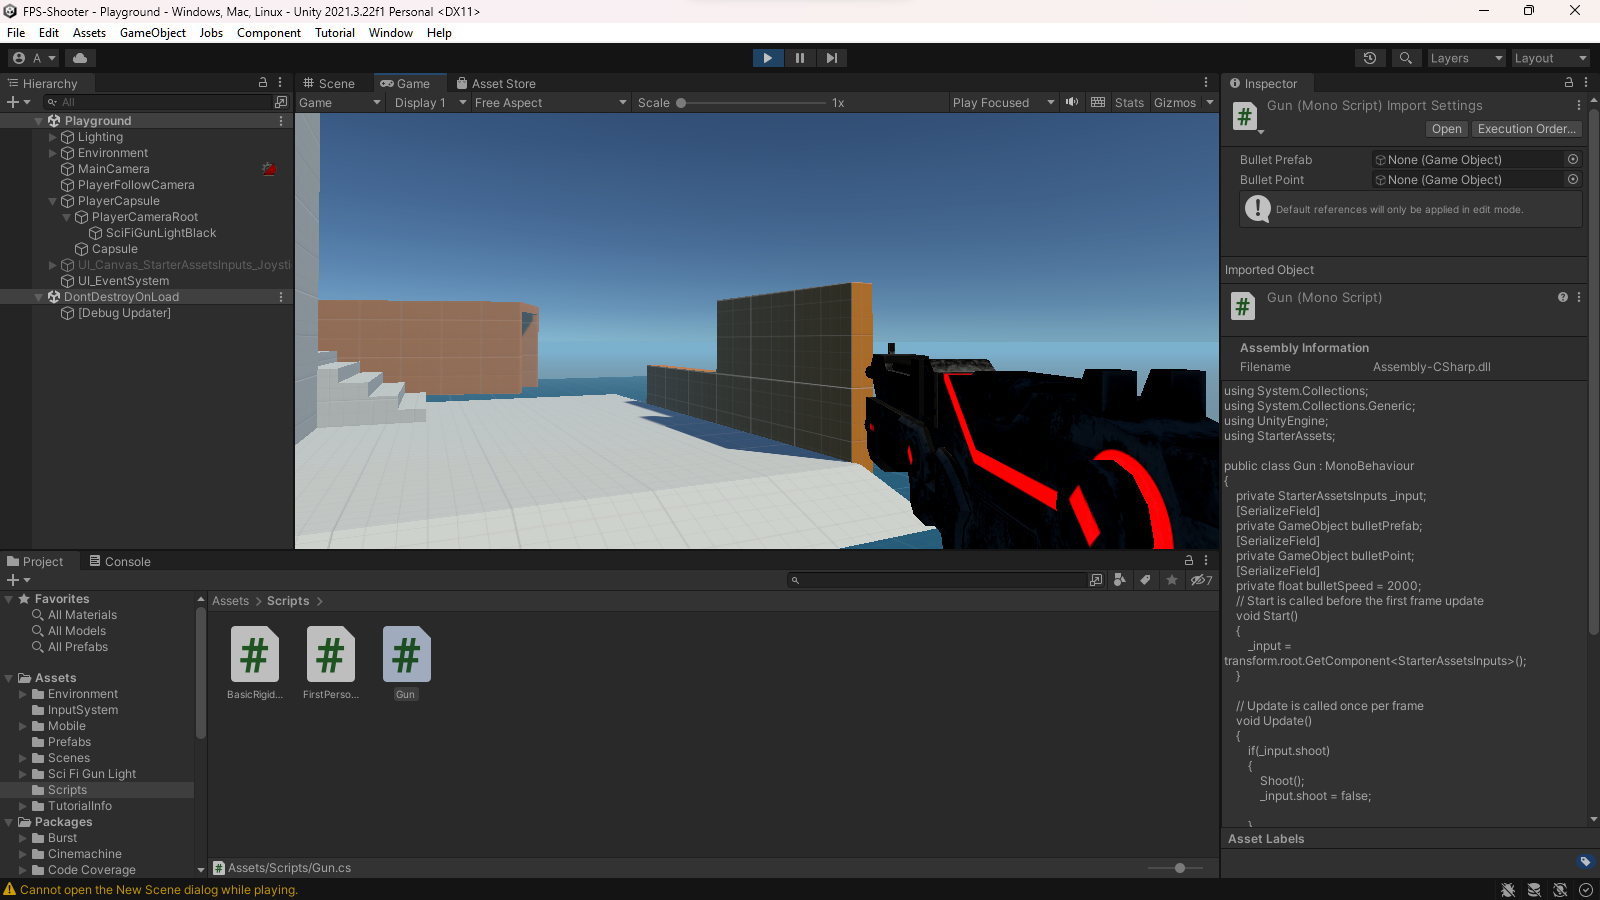 FPS-Shooter - Playground - Windows, Mac, Linux - Unity 2021.3.22f1 Personal <DX11>
File Edit Assets GameObject Jobs Component Tutorial Window Help
A Layers Layout
Hierarchy
All
Playground
Lighting
Environment
MainCamera
PlayerFollowCamera
PlayerCapsule
PlayerCameraRoot
SciFiGunLightBlack
Capsule
UI_Canvas_StarterAssetsInputs_Joysti
UI_EventSystem
DontDestroyOnLoad
[Debug Updater]
Scene Game Asset Store
Game Display 1 Free Aspect Scale 1x Play Focused Stats Gizmos
Inspector
Gun (Mono Script) Import Settings
Open Execution Order...
Bullet Prefab None (Game Object)
Bullet Point None (Game Object)
Default references will only be applied in edit mode.
Imported Object
Gun (Mono Script)
Assembly Information
Filename Assembly-CSharp.dll
using System.Collections;
using System.Collections.Generic;
using UnityEngine;
using StarterAssets;
public class Gun : MonoBehaviour
{
private StarterAssetsInputs _input;
[SerializeField]
private GameObject bulletPrefab;
[SerializeField]
private GameObject bulletPoint;
[SerializeField]
private float bulletSpeed = 2000;
// Start is called before the first frame update
void Start()
{
_input =
transform.root.GetComponent<StarterAssetsInputs>();
}
// Update is called once per frame
void Update()
{
if(_input.shoot)
{
Shoot();
_input.shoot = false;
}
Asset Labels
Project Console
7
Favorites
All Materials
All Models
All Prefabs
Assets
Environment
InputSystem
Mobile
Prefabs
Scenes
Sci Fi Gun Light
Scripts
TutorialInfo
Packages
Burst
Cinemachine
Code Coverage
Assets > Scripts >
BasicRigid... FirstPerso... Gun
Assets/Scripts/Gun.cs
Cannot open the New Scene dialog while playing.